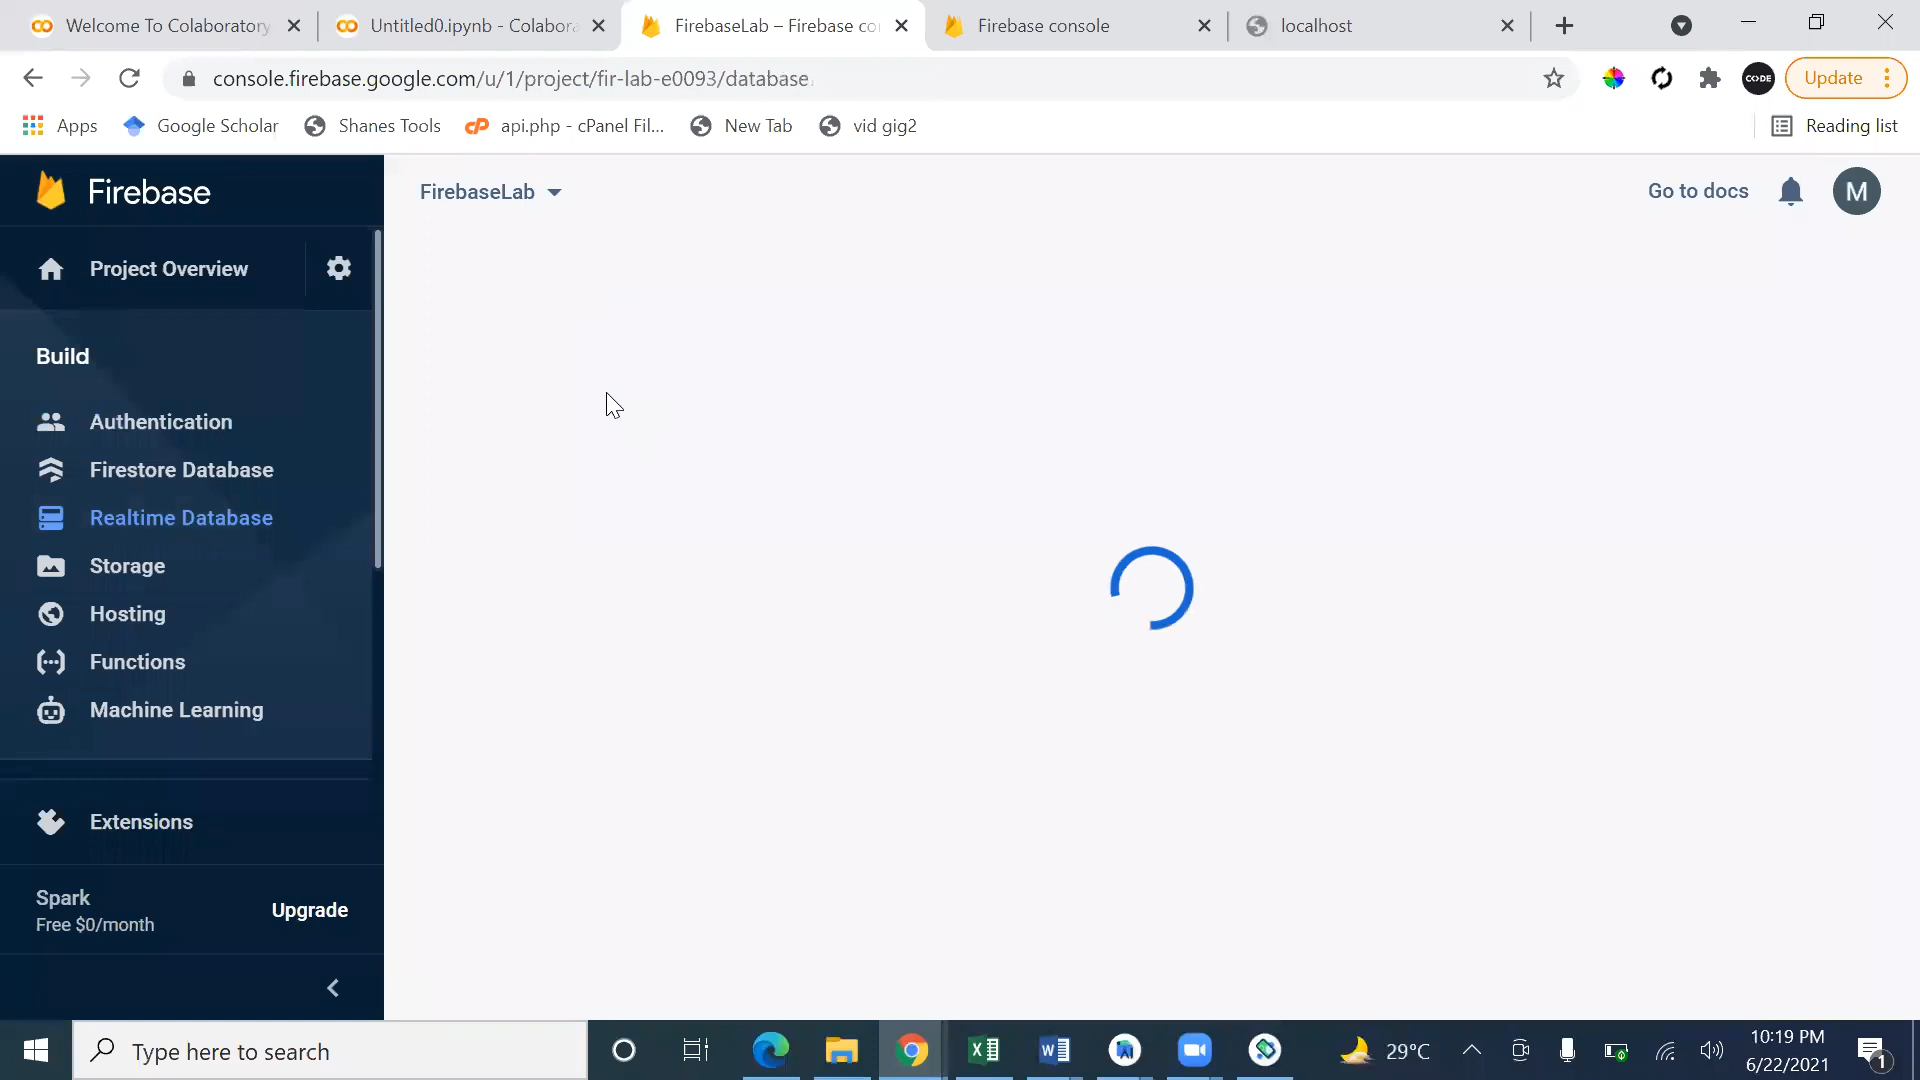 Welcome To Colaboratory
Untitled0.ipynb - Colabora
FirebaseLab – Firebase co
Firebase console
localhost
console.firebase.google.com/u/1/project/fir-lab-e0093/database
CODE
Update
Apps
Google Scholar
Shanes Tools
api.php - cPanel Fil...
New Tab
vid gig2
Reading list
Firebase
FirebaseLab
Go to docs
M
Project Overview
Build
Authentication
Firestore Database
Realtime Database
Storage
Hosting
Functions
Machine Learning
Extensions
Spark
Free $0/month
Upgrade
Type here to search
29°C
10:19 PM
6/22/2021
1